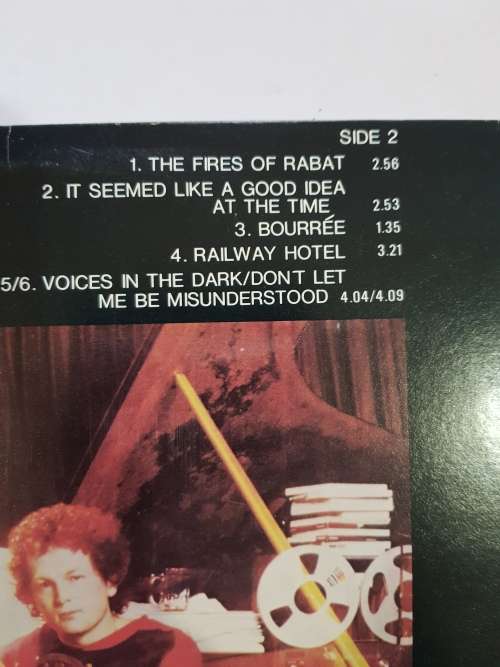 SIDE 2
1. THE FIRES OF RABAT 2.56
2. IT SEEMED LIKE A GOOD IDEA
AT THE TIME 2.53
3. BOURRÉE 1.35
4. RAILWAY HOTEL 3.21
5/6. VOICES IN THE DARK/DON'T LET
ME BE MISUNDERSTOOD 4.04/4.09